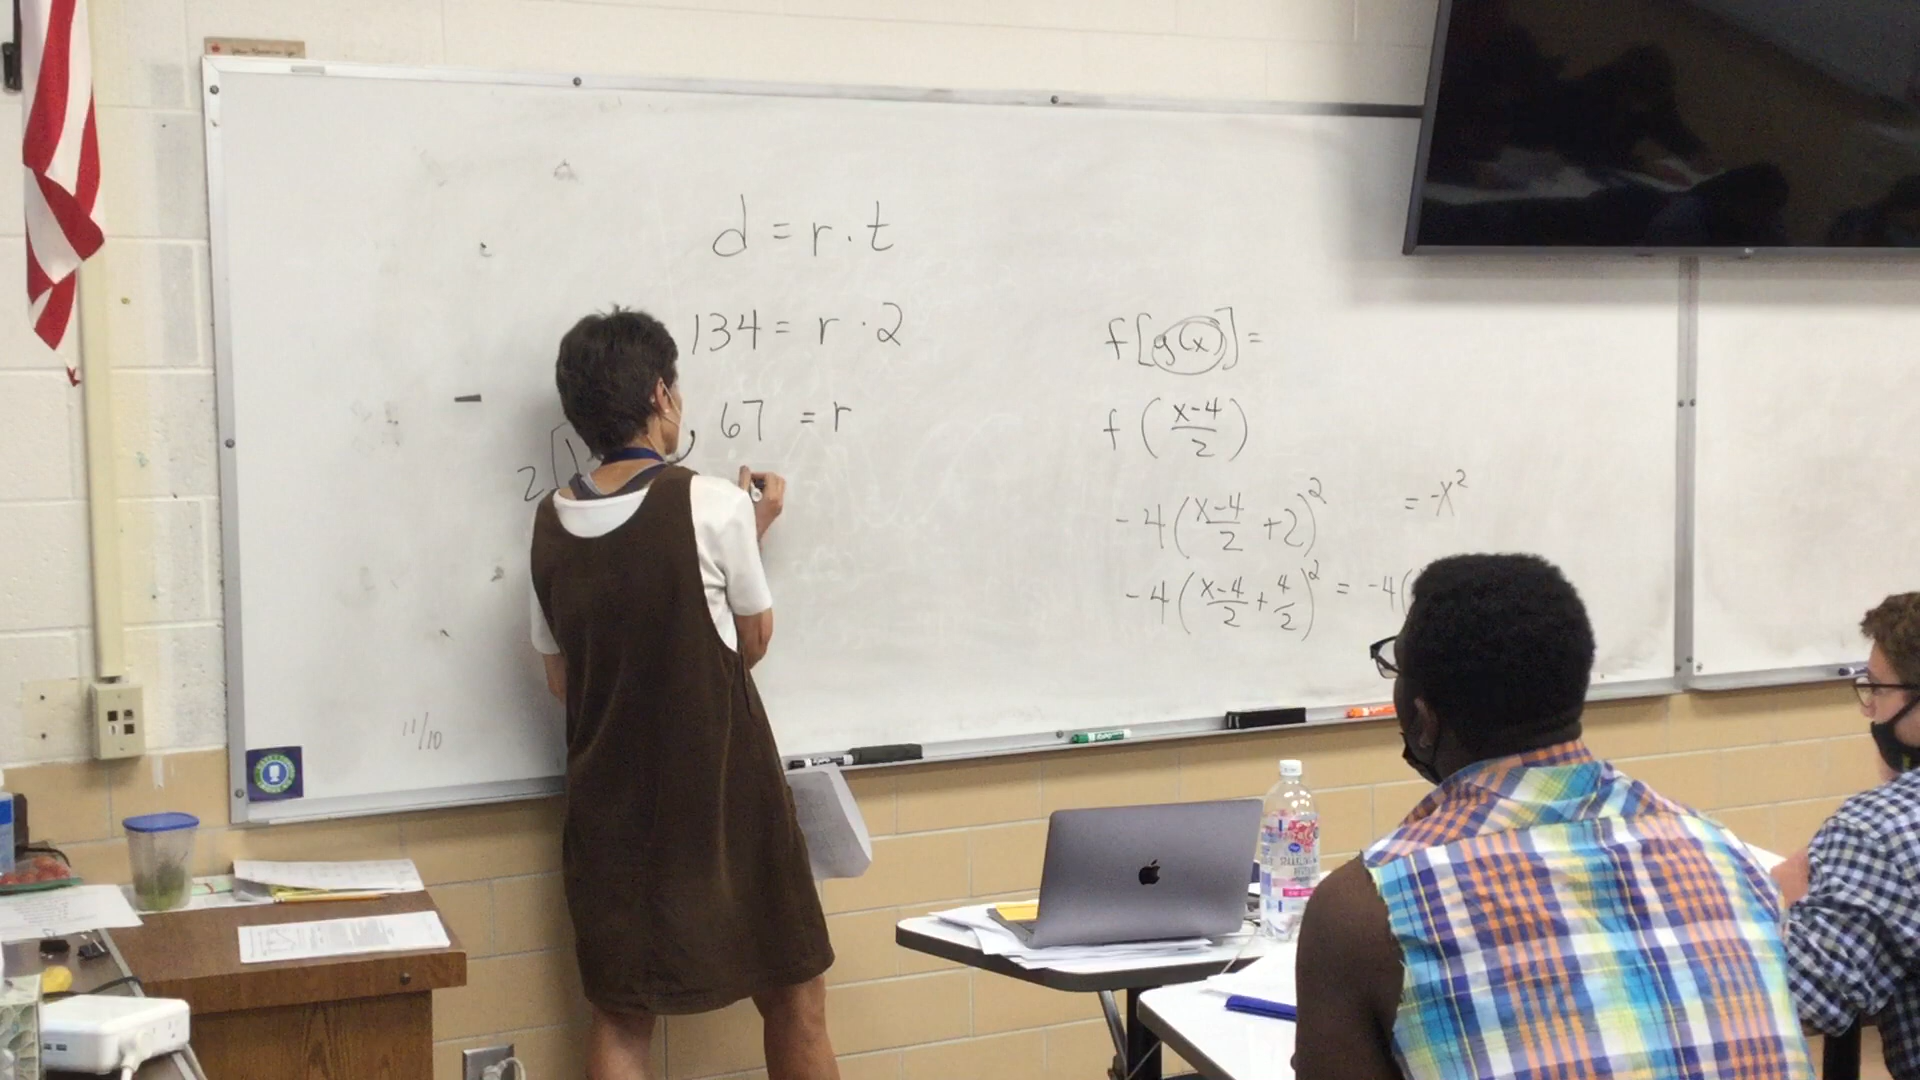 d = r · t
134 = r · 2
67 = r
2
11/10
f[g(x)] =
f(x-4/2)
-4(x-4/2 + 2)² = -x²
-4(x-4/2 + 4/2)² = -4(